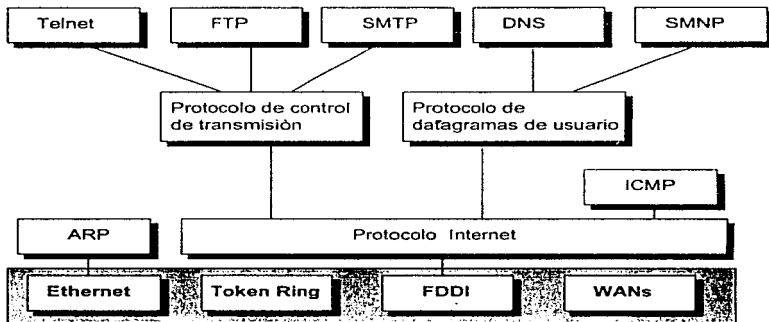 Telnet
FTP
SMTP
DNS
SMNP
Protocolo de control
de transmisiòn
Protocolo de
datagramas de usuario
ICMP
ARP
Protocolo Internet
Ethernet
Token Ring
FDDI
WANs